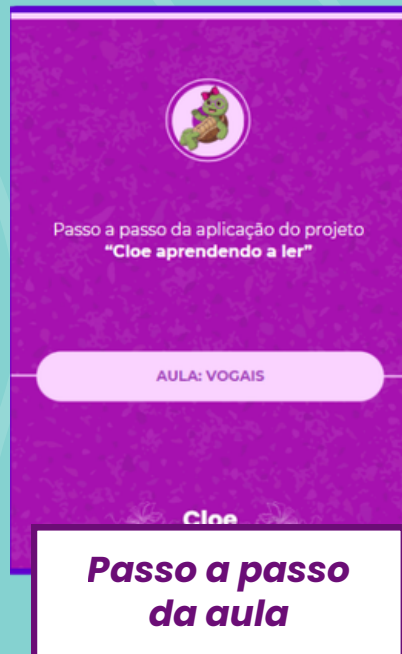 Passo a passo da aplicação do projeto
“Cloe aprendendo a ler”
AULA: VOGAIS
Cloe
Passo a passo
da aula